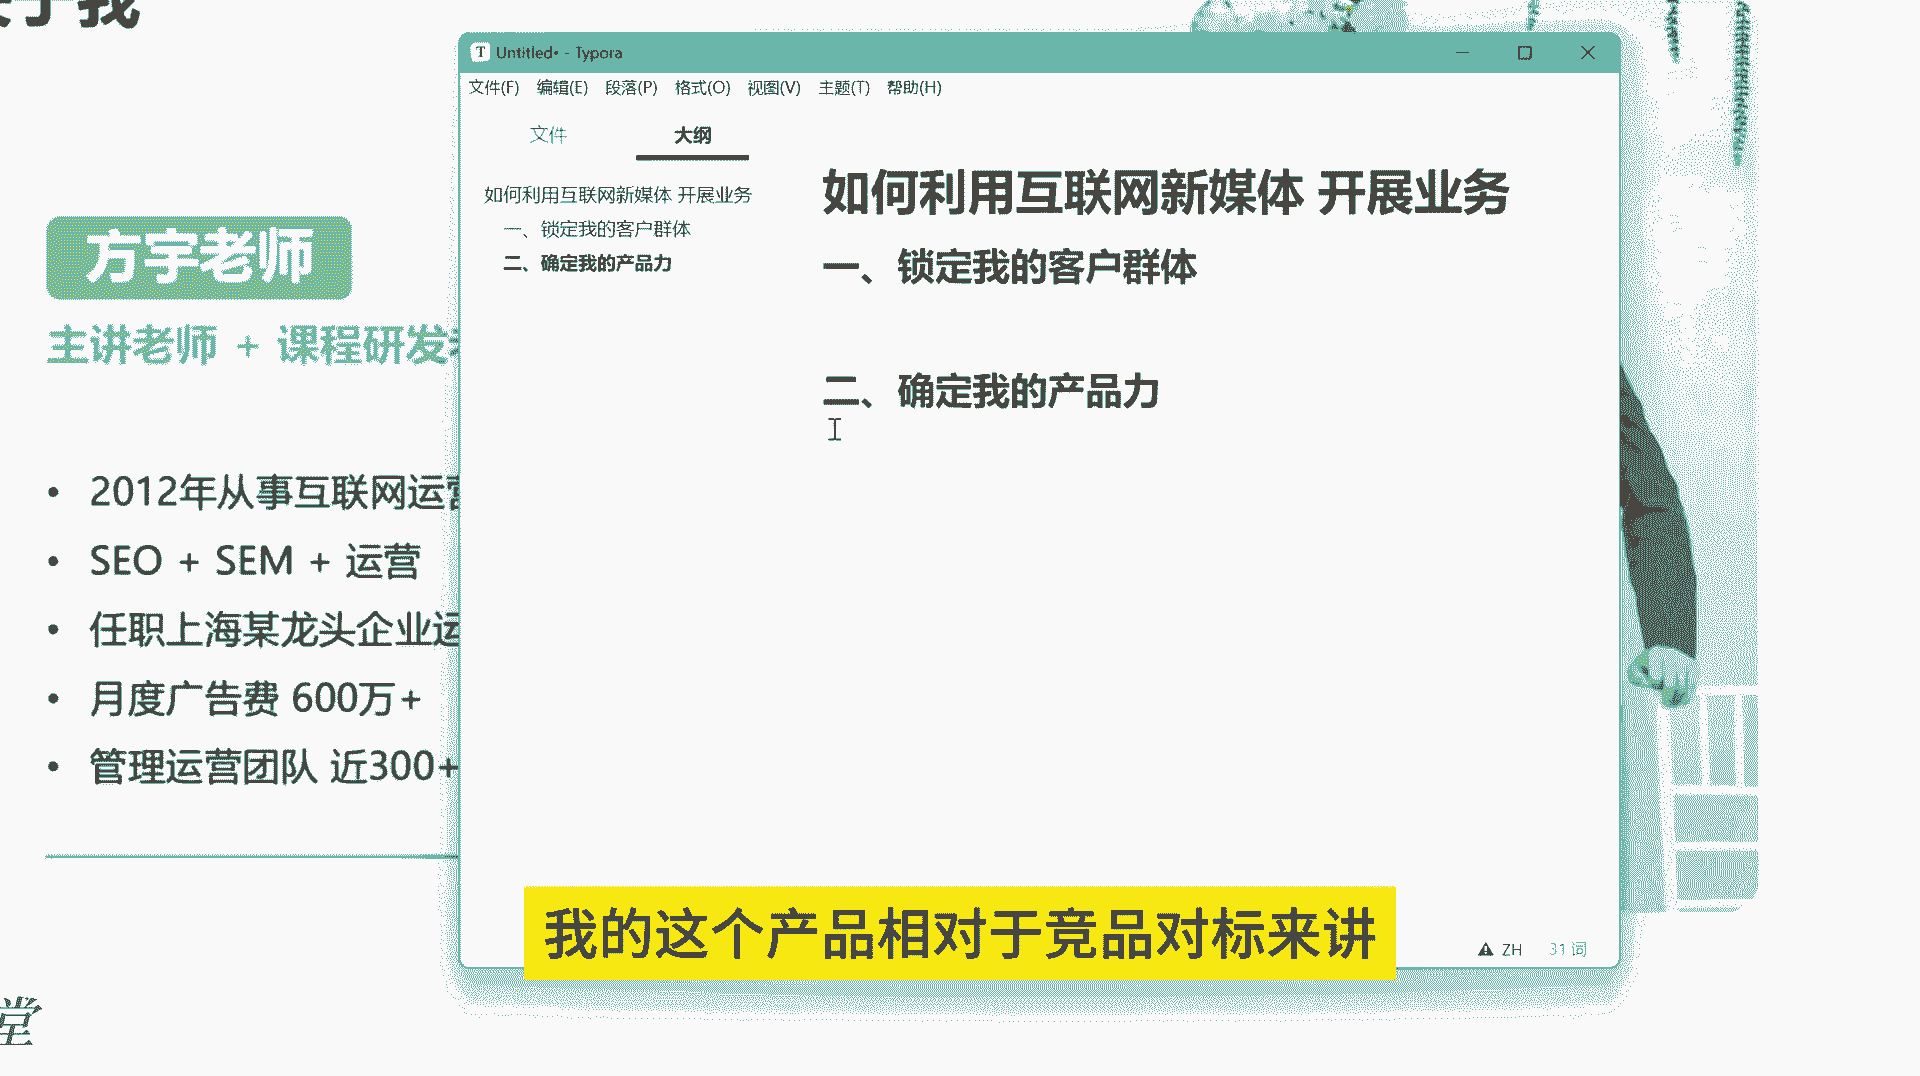 于我
方宇老师
主讲老师 + 课程研发
• 2012年从事互联网运营
• SEO + SEM + 运营
• 任职上海某龙头企业运
• 月度广告费 600万+
• 管理运营团队 近300+
堂
Untitled• - Typora
文件(F) 编辑(E) 段落(P) 格式(O) 视图(V) 主题(T) 帮助(H)
文件 大纲
如何利用互联网新媒体 开展业务
一、锁定我的客户群体
二、确定我的产品力
如何利用互联网新媒体 开展业务
一、锁定我的客户群体
二、确定我的产品力
我的这个产品相对于竞品对标来讲
ZH 31 词